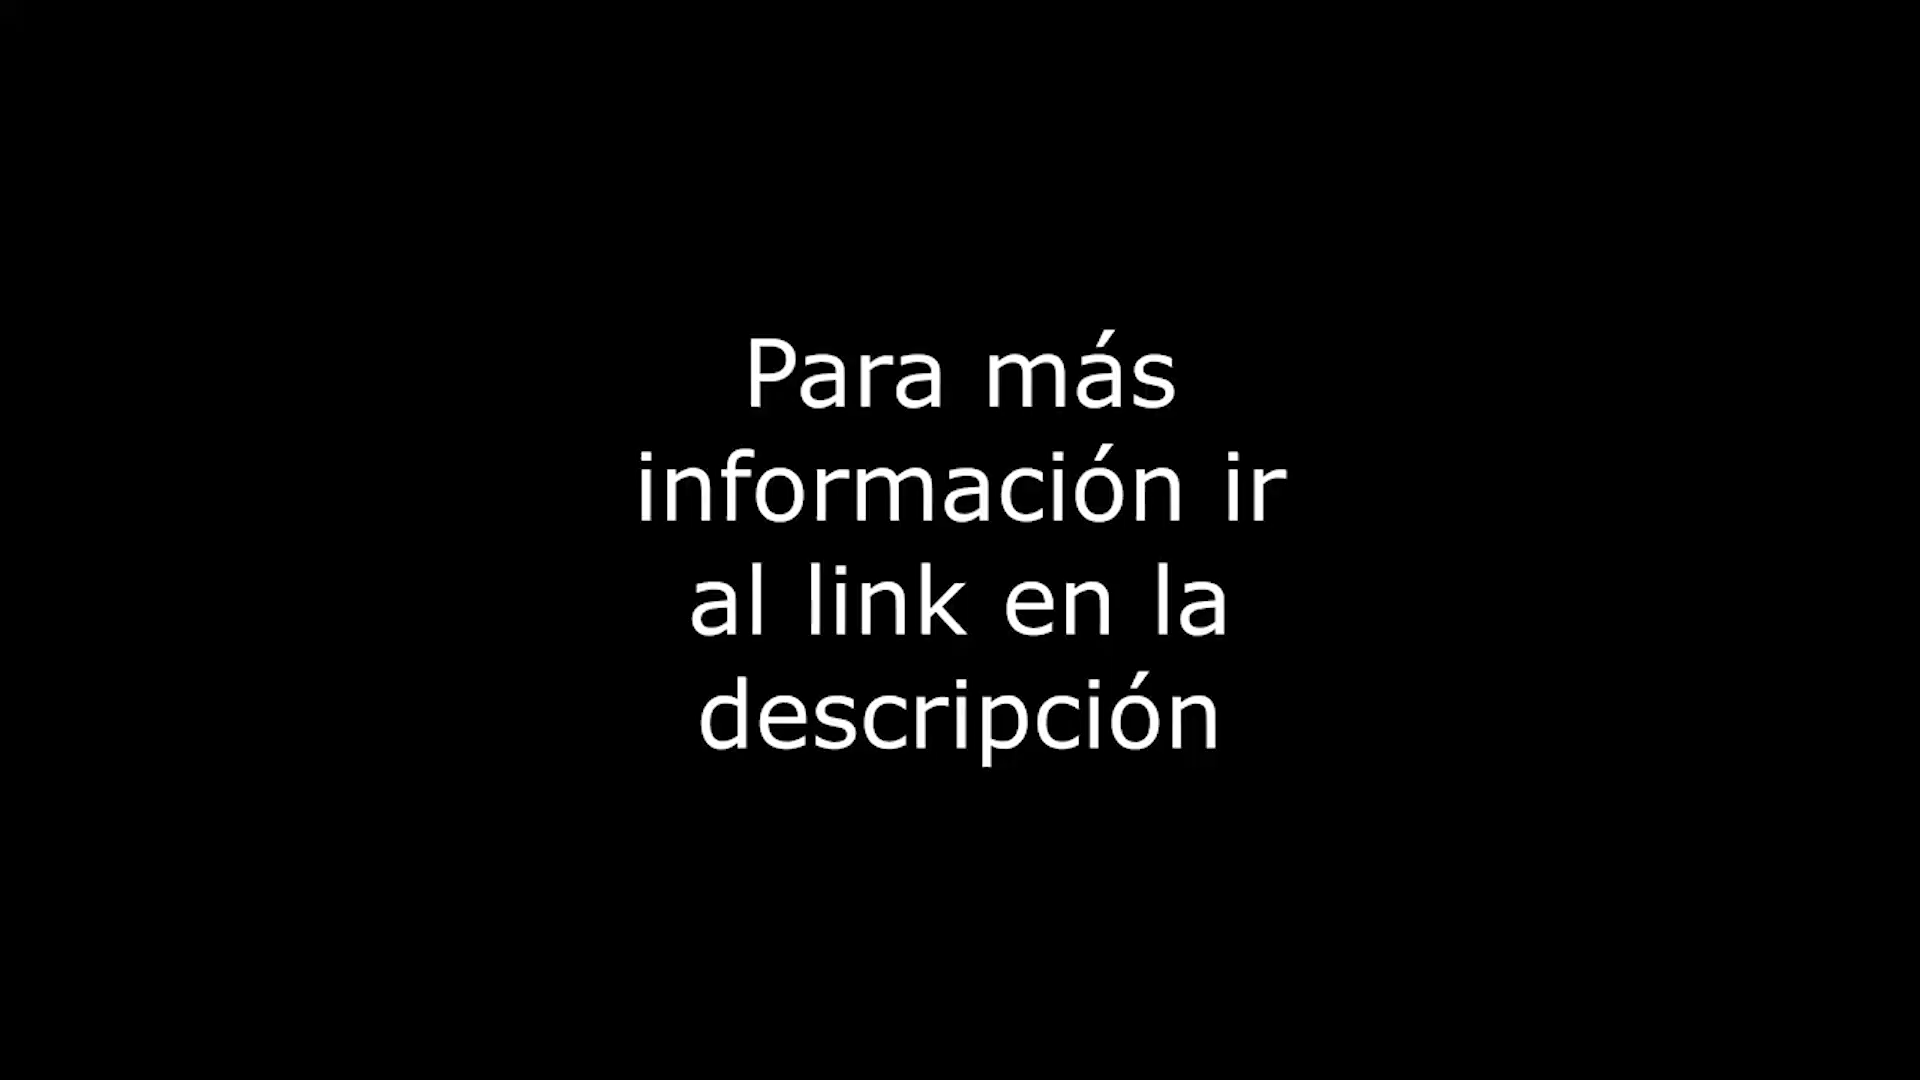 Para más
información ir
al link en la
descripción